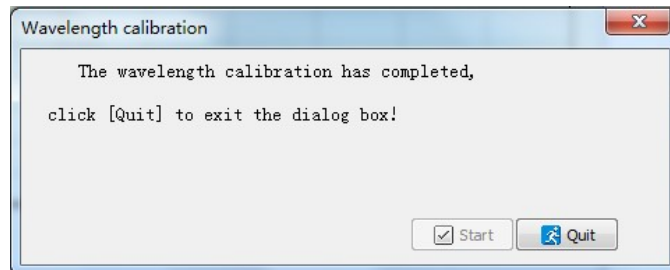 Wavelength calibration
The wavelength calibration has completed,
click [Quit] to exit the dialog box!
Start
Quit